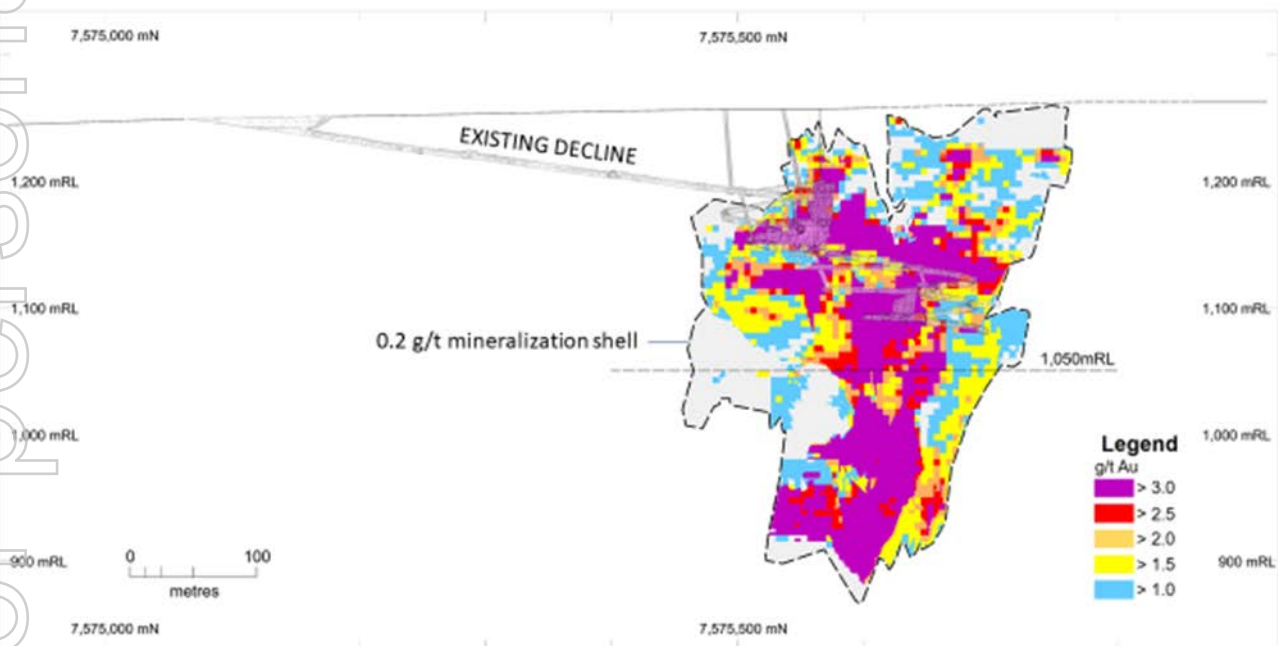 7,575,000 mN
7,575,500 mN
EXISTING DECLINE
1,200 mRL
1,200 mRL
1,100 mRL
1,100 mRL
0.2 g/t mineralization shell
1,050mRL
1,000 mRL
1,000 mRL
Legend
g/t Au
> 3.0
> 2.5
> 2.0
> 1.5
> 1.0
0 100
metres
900 mRL
900 mRL
7,575,000 mN
7,575,500 mN